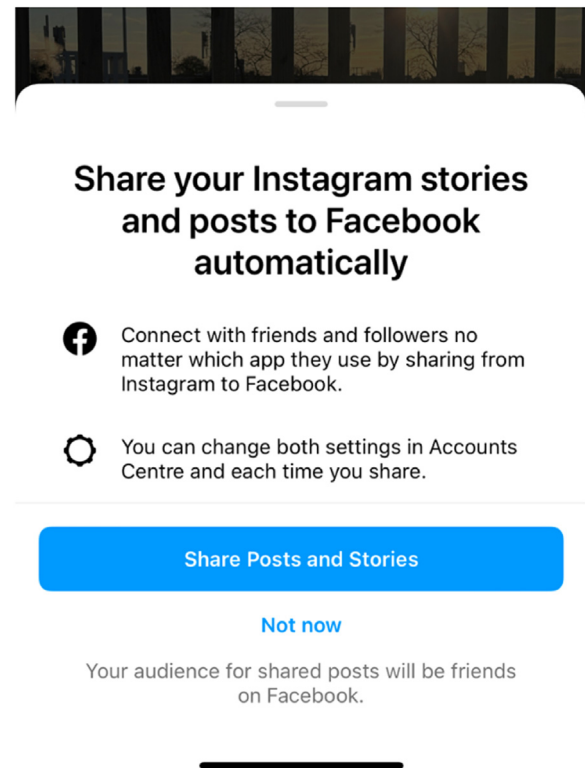 Share your Instagram stories
and posts to Facebook
automatically
Connect with friends and followers no
matter which app they use by sharing from
Instagram to Facebook.
You can change both settings in Accounts
Centre and each time you share.
Share Posts and Stories
Not now
Your audience for shared posts will be friends
on Facebook.